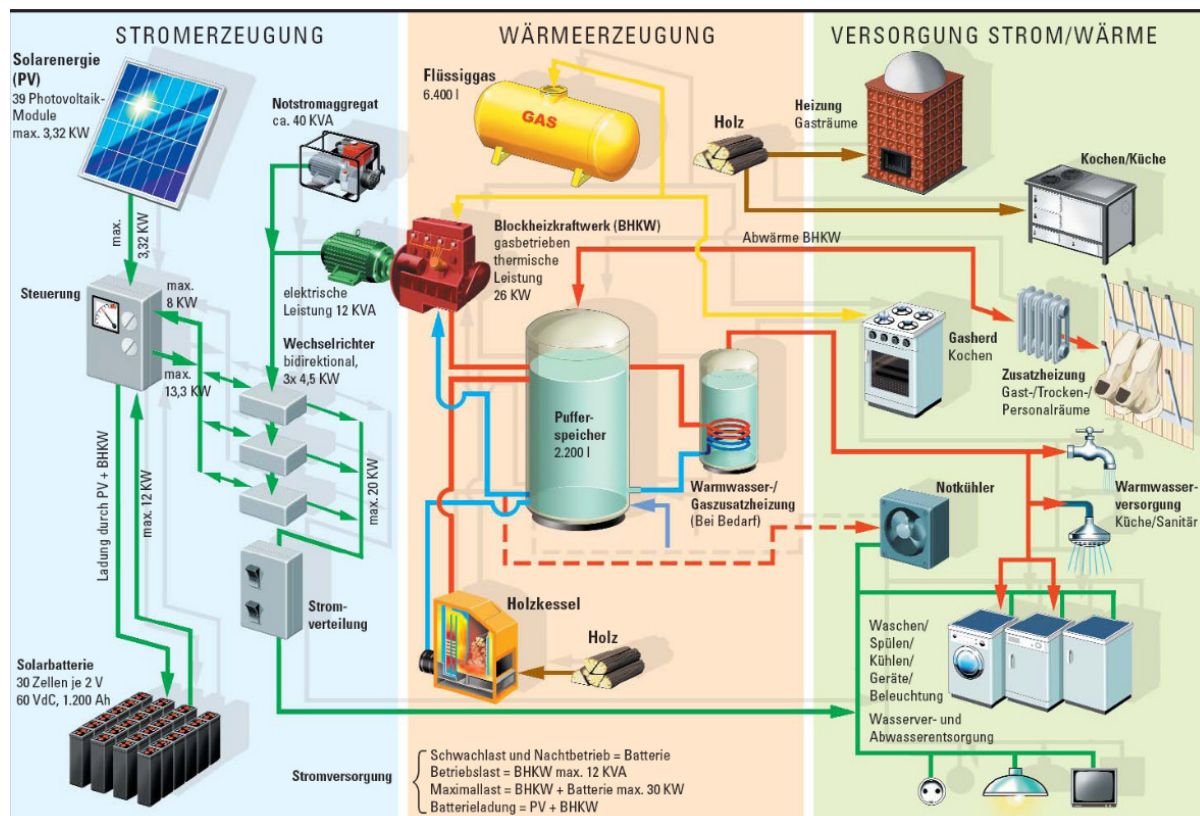 STROMERZEUGUNG
Solarenergie
(PV)
39 Photovoltaik-
Module
max. 3,32 KW
Notstromaggregat
ca. 40 KVA
max.
3,32 KW
Steuerung
max.
8 KW
elektrische
Leistung 12 KVA
Wechselrichter
bidirektional,
3x 4,5 KW
max.
13,3 KW
max. 20 KW
Ladung durch PV + BHKW
max. 12 KW
Strom-
verteilung
Solarbatterie
30 Zellen je 2 V
60 VdC, 1.200 Ah
WÄRMEERZEUGUNG
Flüssiggas
6.400 l
GAS
Holz
Blockheizkraftwerk (BHKW)
gasbetrieben
thermische
Leistung
26 KW
Puffer-
speicher
2.200 l
Warmwasser-/
Gaszusatzheizung
(Bei Bedarf)
Holzkessel
Holz
Stromversorgung
Schwachlast und Nachtbetrieb = Batterie
Betriebslast = BHKW max. 12 KVA
Maximallast = BHKW + Batterie max. 30 KW
Batterieladung = PV + BHKW
VERSORGUNG STROM/WÄRME
Heizung
Gasträume
Kochen/Küche
Abwärme BHKW
Gasherd
Kochen
Zusatzheizung
Gast-/Trocken-/
Personalräume
Notkühler
Warmwasser-
versorgung
Küche/Sanitär
Waschen/
Spülen/
Kühlen/
Geräte/
Beleuchtung
Wasserver- und
Abwasserentsorgung